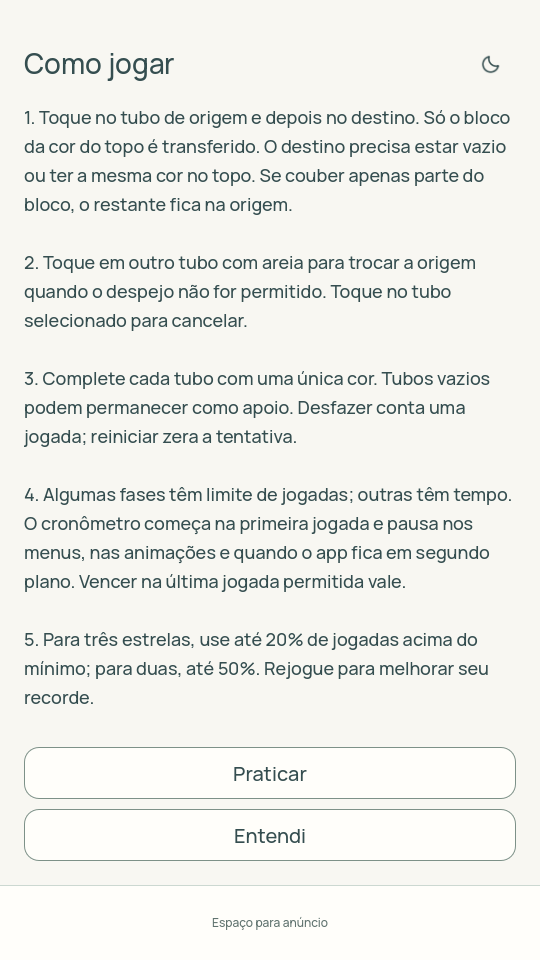 Como jogar
1. Toque no tubo de origem e depois no destino. Só o bloco
da cor do topo é transferido. O destino precisa estar vazio
ou ter a mesma cor no topo. Se couber apenas parte do
bloco, o restante fica na origem.
2. Toque em outro tubo com areia para trocar a origem
quando o despejo não for permitido. Toque no tubo
selecionado para cancelar.
3. Complete cada tubo com uma única cor. Tubos vazios
podem permanecer como apoio. Desfazer conta uma
jogada; reiniciar zera a tentativa.
4. Algumas fases têm limite de jogadas; outras têm tempo.
O cronômetro começa na primeira jogada e pausa nos
menus, nas animações e quando o app fica em segundo
plano. Vencer na última jogada permitida vale.
5. Para três estrelas, use até 20% de jogadas acima do
mínimo; para duas, até 50%. Rejogue para melhorar seu
recorde.
Praticar
Entendi
Espaço para anúncio